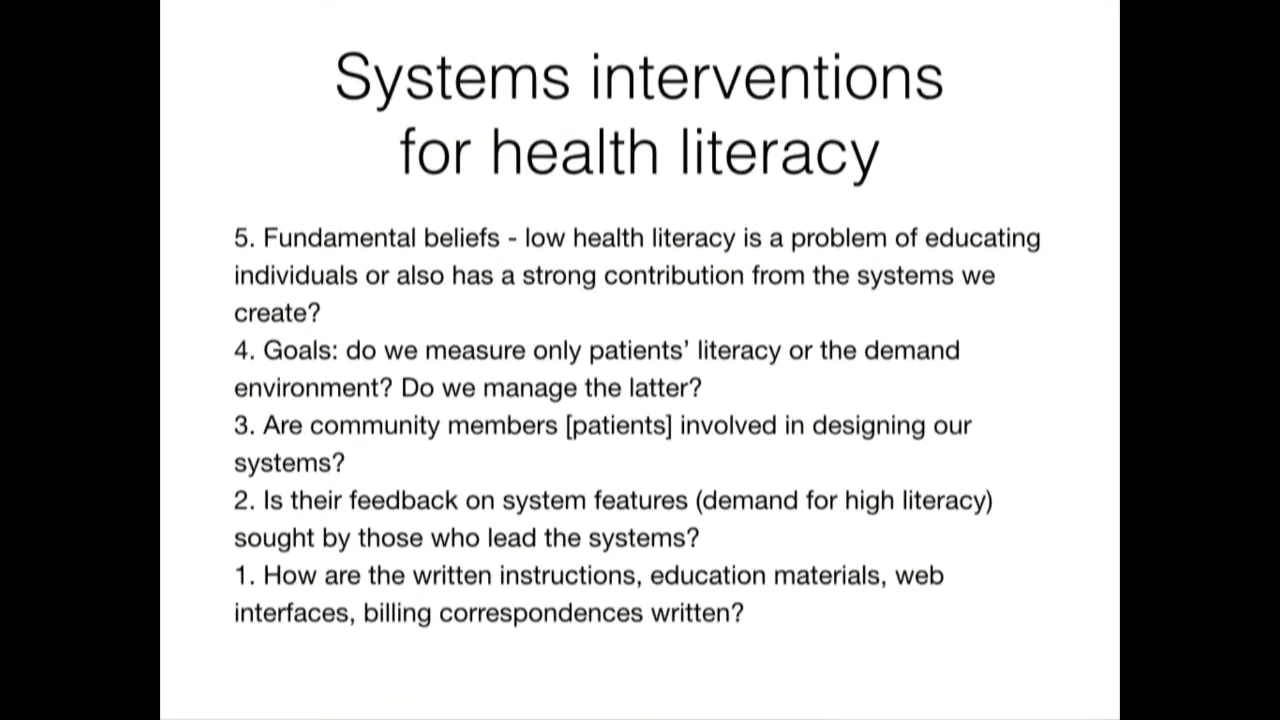 Systems interventions
for health literacy
5. Fundamental beliefs - low health literacy is a problem of educating
individuals or also has a strong contribution from the systems we
create?
4. Goals: do we measure only patients’ literacy or the demand
environment? Do we manage the latter?
3. Are community members [patients] involved in designing our
systems?
2. Is their feedback on system features (demand for high literacy)
sought by those who lead the systems?
1. How are the written instructions, education materials, web
interfaces, billing correspondences written?